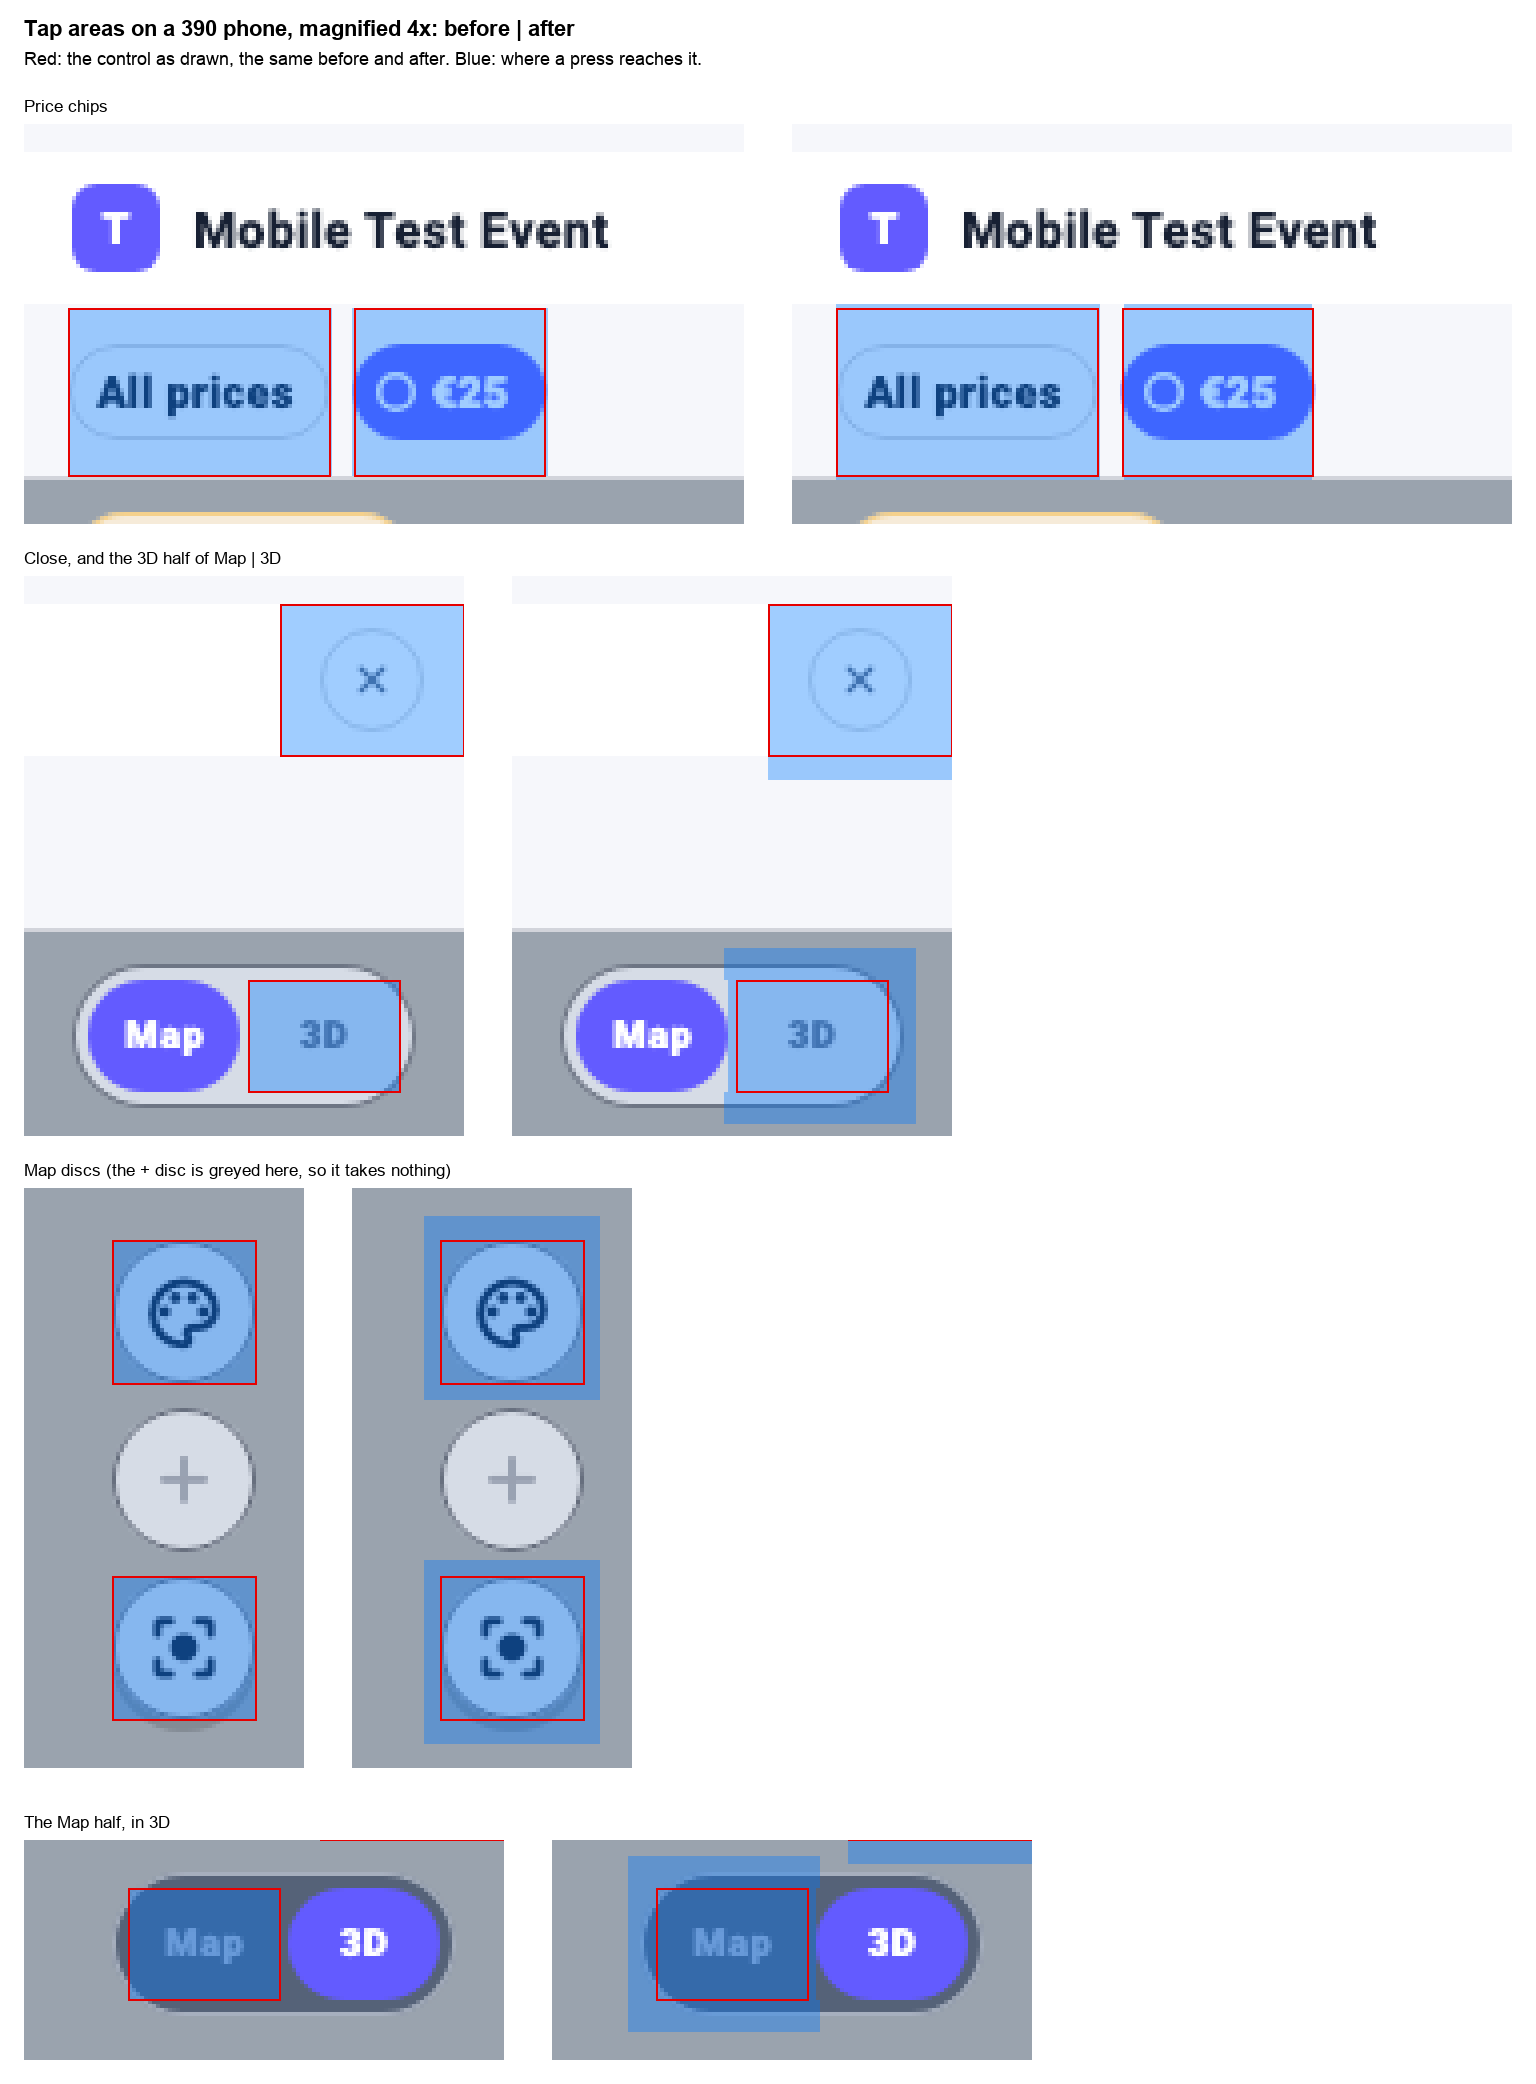 Tap areas on a 390 phone, magnified 4x: before | after
Red: the control as drawn, the same before and after. Blue: where a press reaches it.
Price chips
T Mobile Test Event
T Mobile Test Event
All prices €25
All prices €25
Close, and the 3D half of Map | 3D
Map 3D
Map 3D
Map discs (the + disc is greyed here, so it takes nothing)
The Map half, in 3D
Map 3D
Map 3D